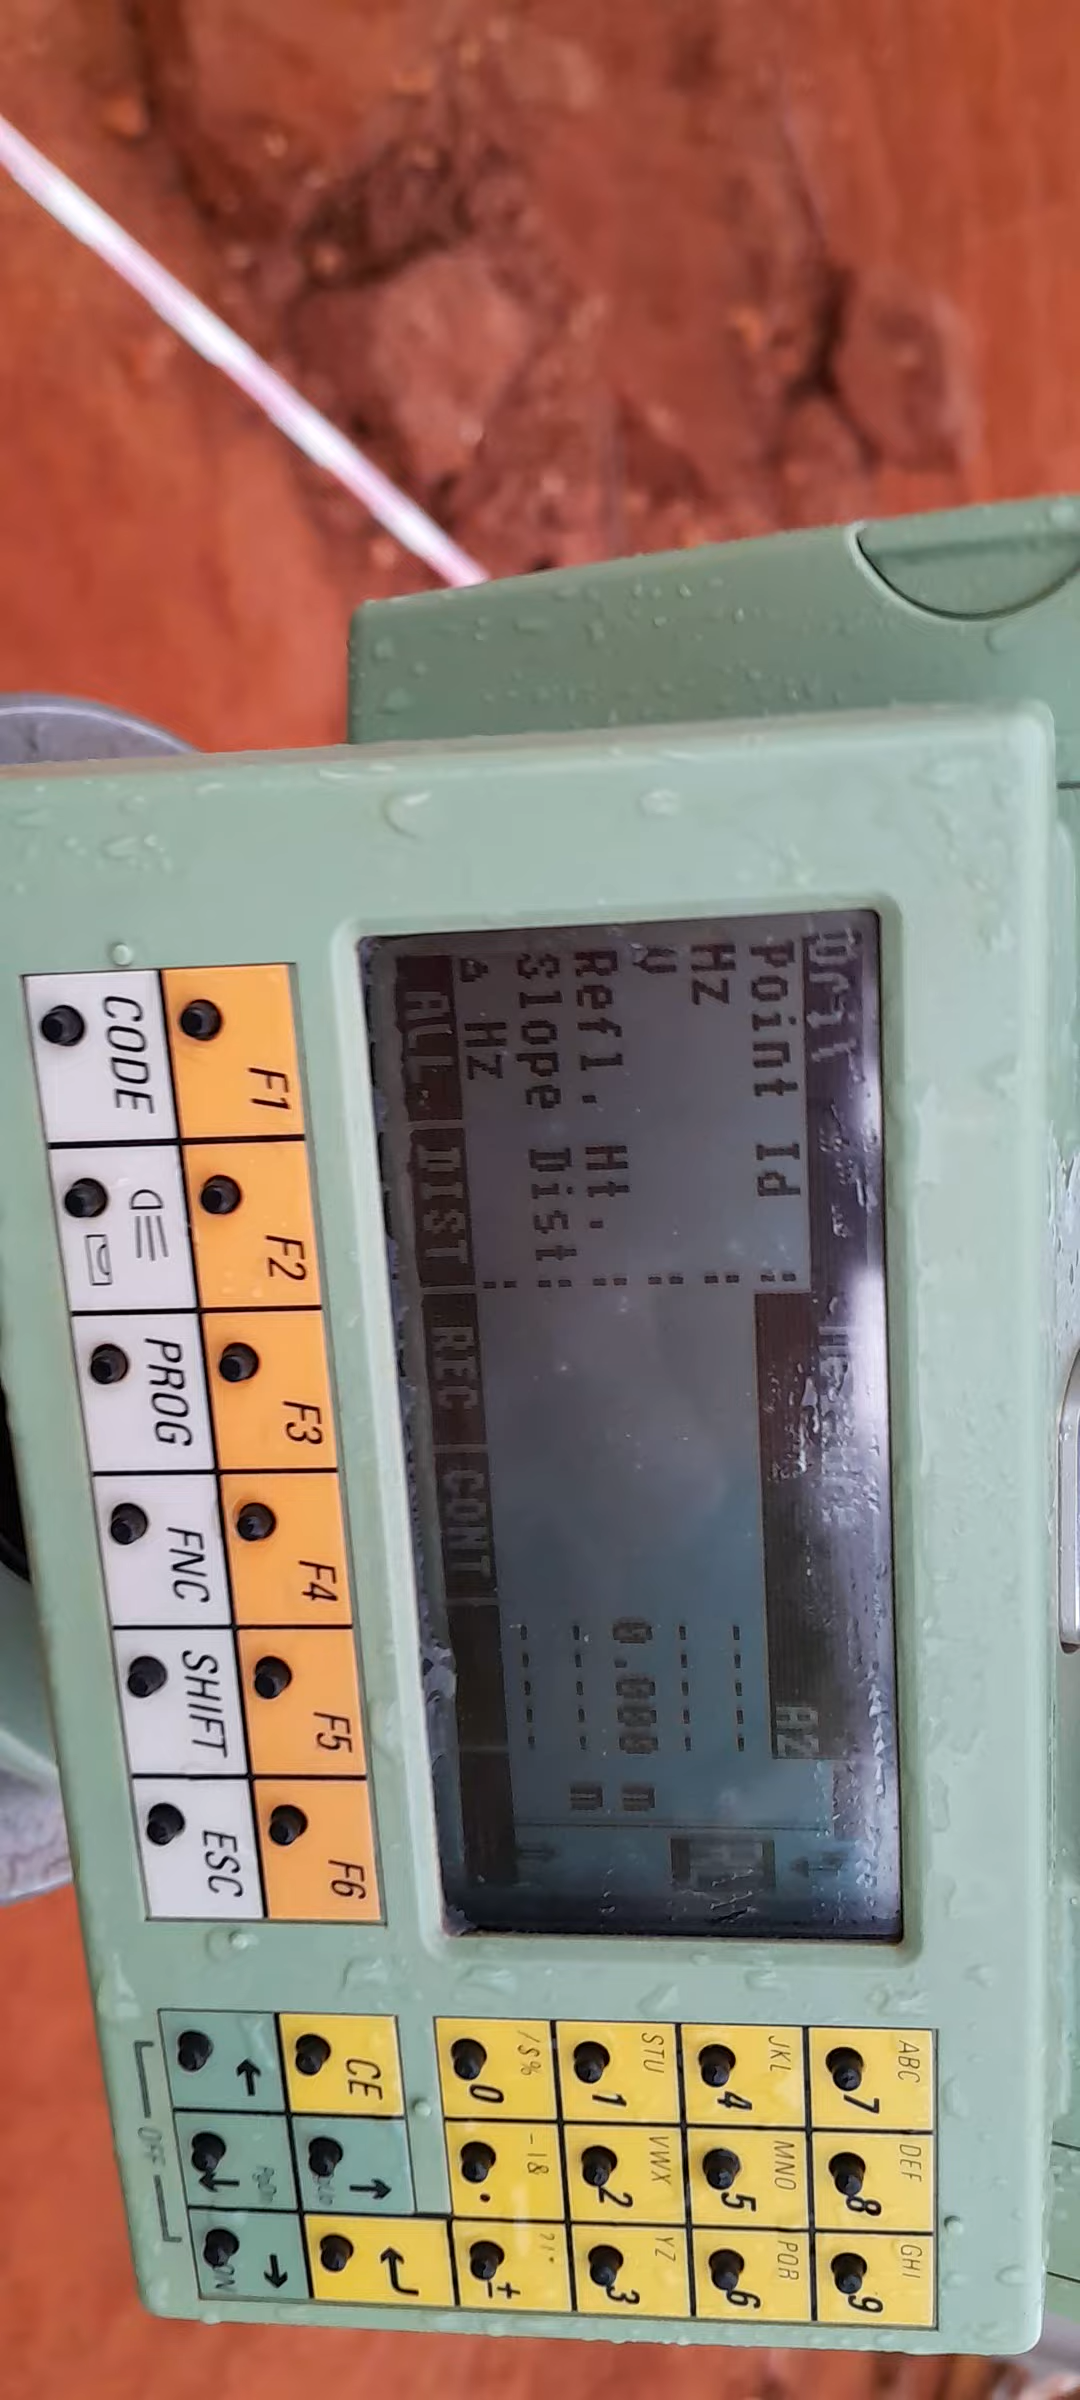 Point Id : AZ
Hz : -----
V : -----
Refl. Ht. : 0.000 m
Slope Dist : ----- m
Δ Hz : -----
ALL DIST REC CONT
F1 F2 F3 F4 F5 F6
CODE PROG FNC SHIFT ESC
ABC DEF GHI
7 8 9
JKL MNO PQR
4 5 6
STU VWX YZ
1 2 3
/$% -!& ?!°
0 . ±
CE ↑ ↵
← ↓ → ON
OFF